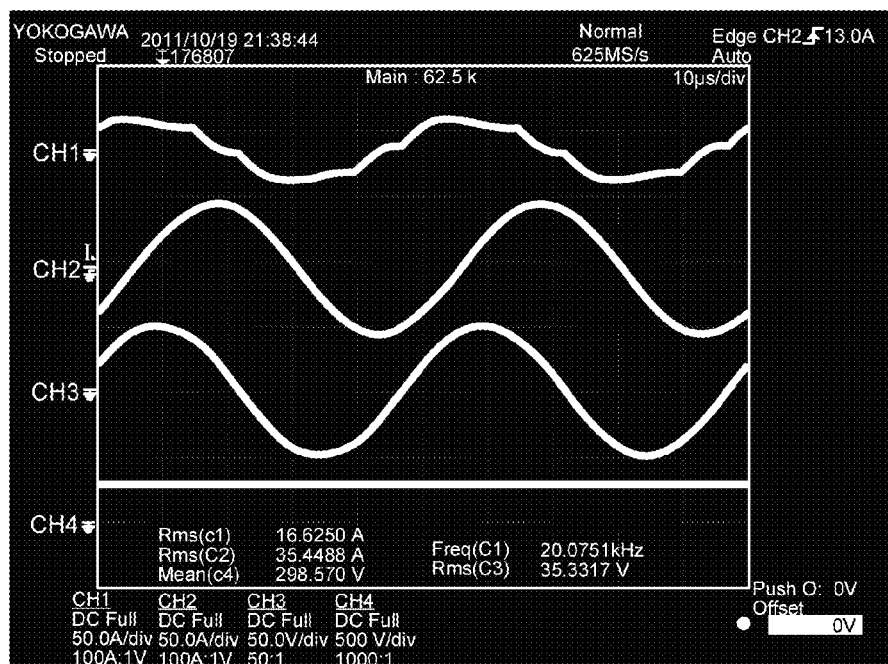 YOKOGAWA 2011/10/19 21:38:44 Normal Edge CH2 13.0A
Stopped 176807 625MS/s Auto
Main : 62.5 k 10µs/div
CH1
CH2
CH3
CH4
Rms(c1) 16.6250 A
Rms(C2) 35.4488 A Freq(C1) 20.0751kHz
Mean(c4) 298.570 V Rms(C3) 35.3317 V
Push O: 0V
Offset
0V
CH1 CH2 CH3 CH4
DC Full DC Full DC Full DC Full
50.0A/div 50.0A/div 50.0V/div 500 V/div
100A:1V 100A:1V 50:1 1000:1